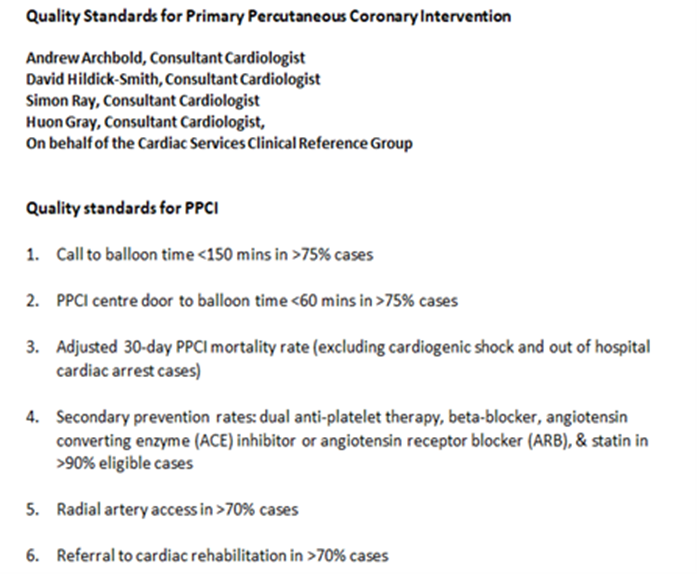 Quality Standards for Primary Percutaneous Coronary Intervention
Andrew Archbold, Consultant Cardiologist
David Hildick-Smith, Consultant Cardiologist
Simon Ray, Consultant Cardiologist
Huon Gray, Consultant Cardiologist,
On behalf of the Cardiac Services Clinical Reference Group
Quality standards for PPCI
1. Call to balloon time <150 mins in >75% cases
2. PPCI centre door to balloon time <60 mins in >75% cases
3. Adjusted 30-day PPCI mortality rate (excluding cardiogenic shock and out of hospital
cardiac arrest cases)
4. Secondary prevention rates: dual anti-platelet therapy, beta-blocker, angiotensin
converting enzyme (ACE) inhibitor or angiotensin receptor blocker (ARB), & statin in
>90% eligible cases
5. Radial artery access in >70% cases
6. Referral to cardiac rehabilitation in >70% cases